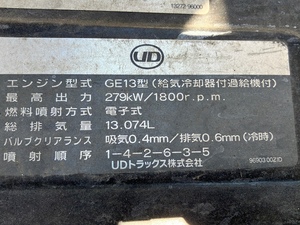 13272-96000
UD
エンジン型式 GE13型(給気冷却器付過給機付)
最高出力 279kW/1800r.p.m.
燃料噴射方式 電子式
総排気量 13.074L
バルブクリアランス 吸気0.4mm/排気0.6mm(冷時)
噴射順序 1-4-2-6-3-5
UDトラックス株式会社
96903 00Z10